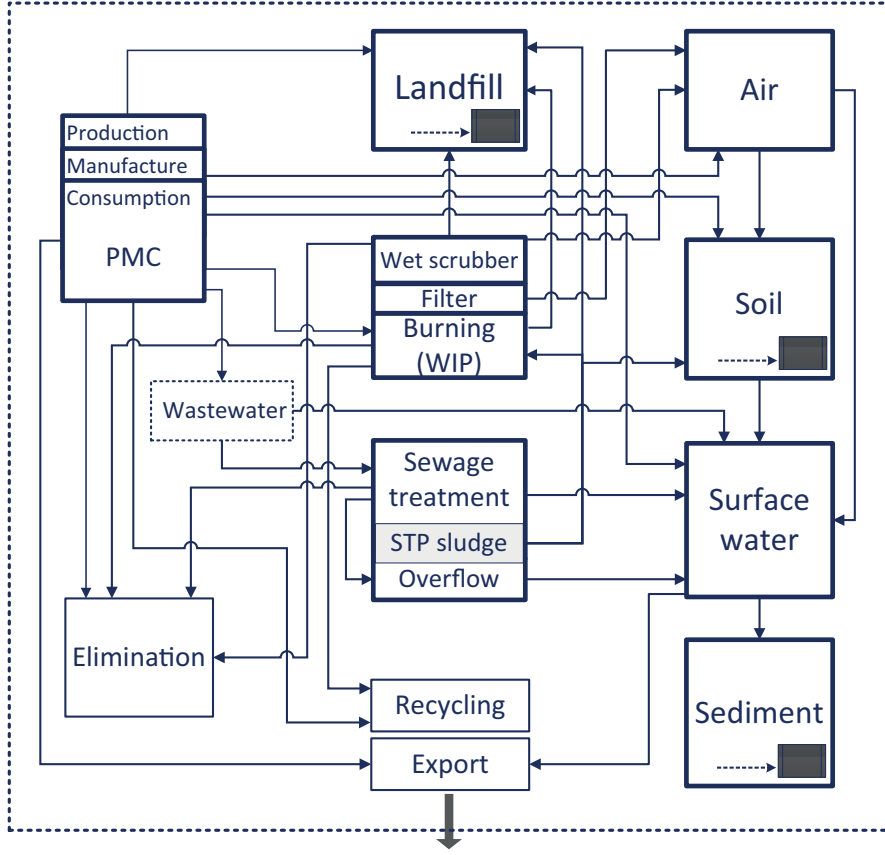 Landfill
Air
Production
Manufacture
Consumption
PMC
Wet scrubber
Filter
Burning
(WIP)
Soil
Wastewater
Sewage
treatment
STP sludge
Overflow
Surface
water
Elimination
Recycling
Export
Sediment